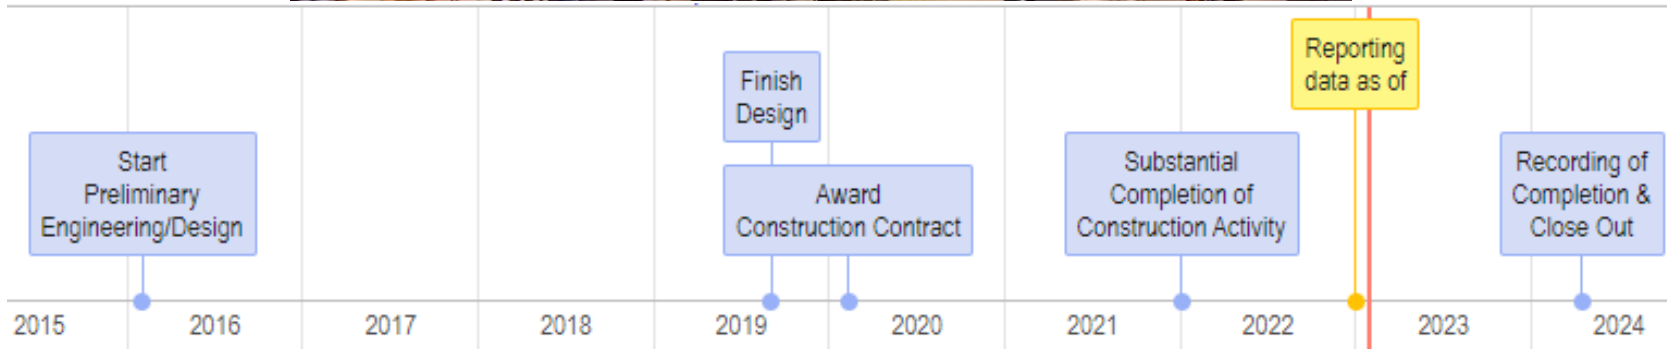 Reporting
data as of
Finish
Design
Start
Preliminary
Engineering/Design
Award
Construction Contract
Substantial
Completion of
Construction Activity
Recording of
Completion &
Close Out
2015 2016 2017 2018 2019 2020 2021 2022 2023 2024